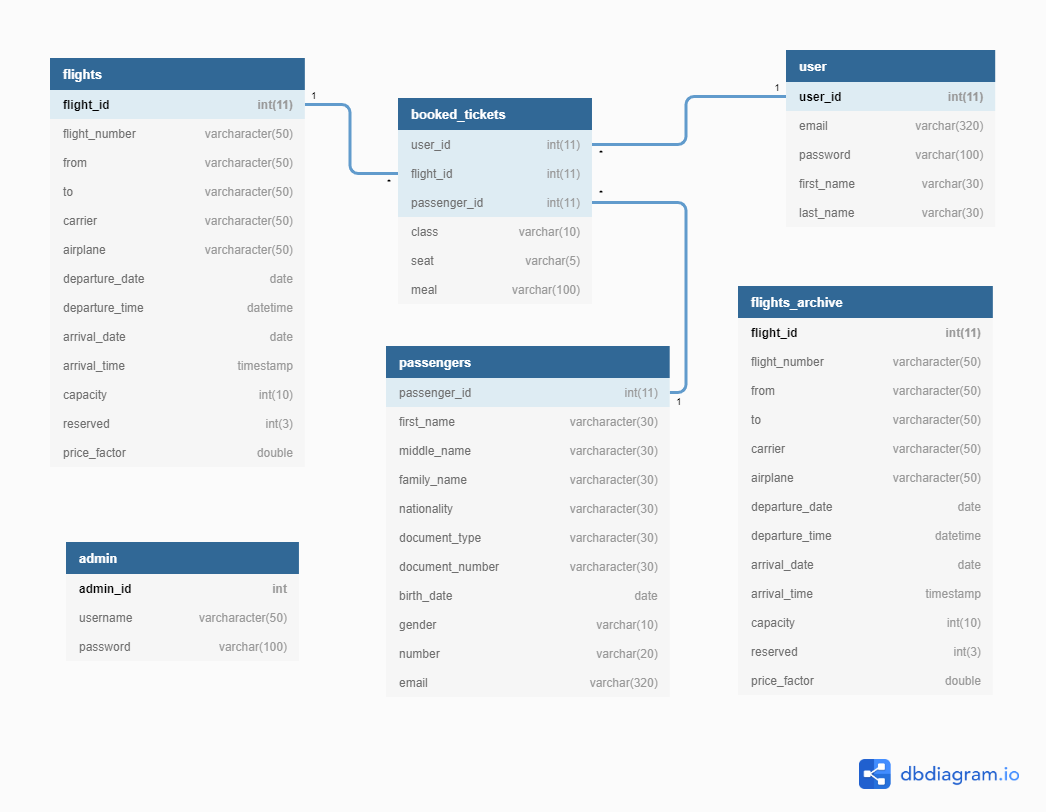 flights
flight_id int(11)
flight_number varcharacter(50)
from varcharacter(50)
to varcharacter(50)
carrier varcharacter(50)
airplane varcharacter(50)
departure_date date
departure_time datetime
arrival_date date
arrival_time timestamp
capacity int(10)
reserved int(3)
price_factor double
1
*
booked_tickets
user_id int(11)
flight_id int(11)
passenger_id int(11)
class varchar(10)
seat varchar(5)
meal varchar(100)
*
*
1
user
user_id int(11)
email varchar(320)
password varchar(100)
first_name varchar(30)
last_name varchar(30)
passengers
passenger_id int(11)
first_name varcharacter(30)
middle_name varcharacter(30)
family_name varcharacter(30)
nationality varcharacter(30)
document_type varcharacter(30)
document_number varcharacter(30)
birth_date date
gender varchar(10)
number varchar(20)
email varchar(320)
1
flights_archive
flight_id int(11)
flight_number varcharacter(50)
from varcharacter(50)
to varcharacter(50)
carrier varcharacter(50)
airplane varcharacter(50)
departure_date date
departure_time datetime
arrival_date date
arrival_time timestamp
capacity int(10)
reserved int(3)
price_factor double
admin
admin_id int
username varcharacter(50)
password varchar(100)
dbdiagram.io